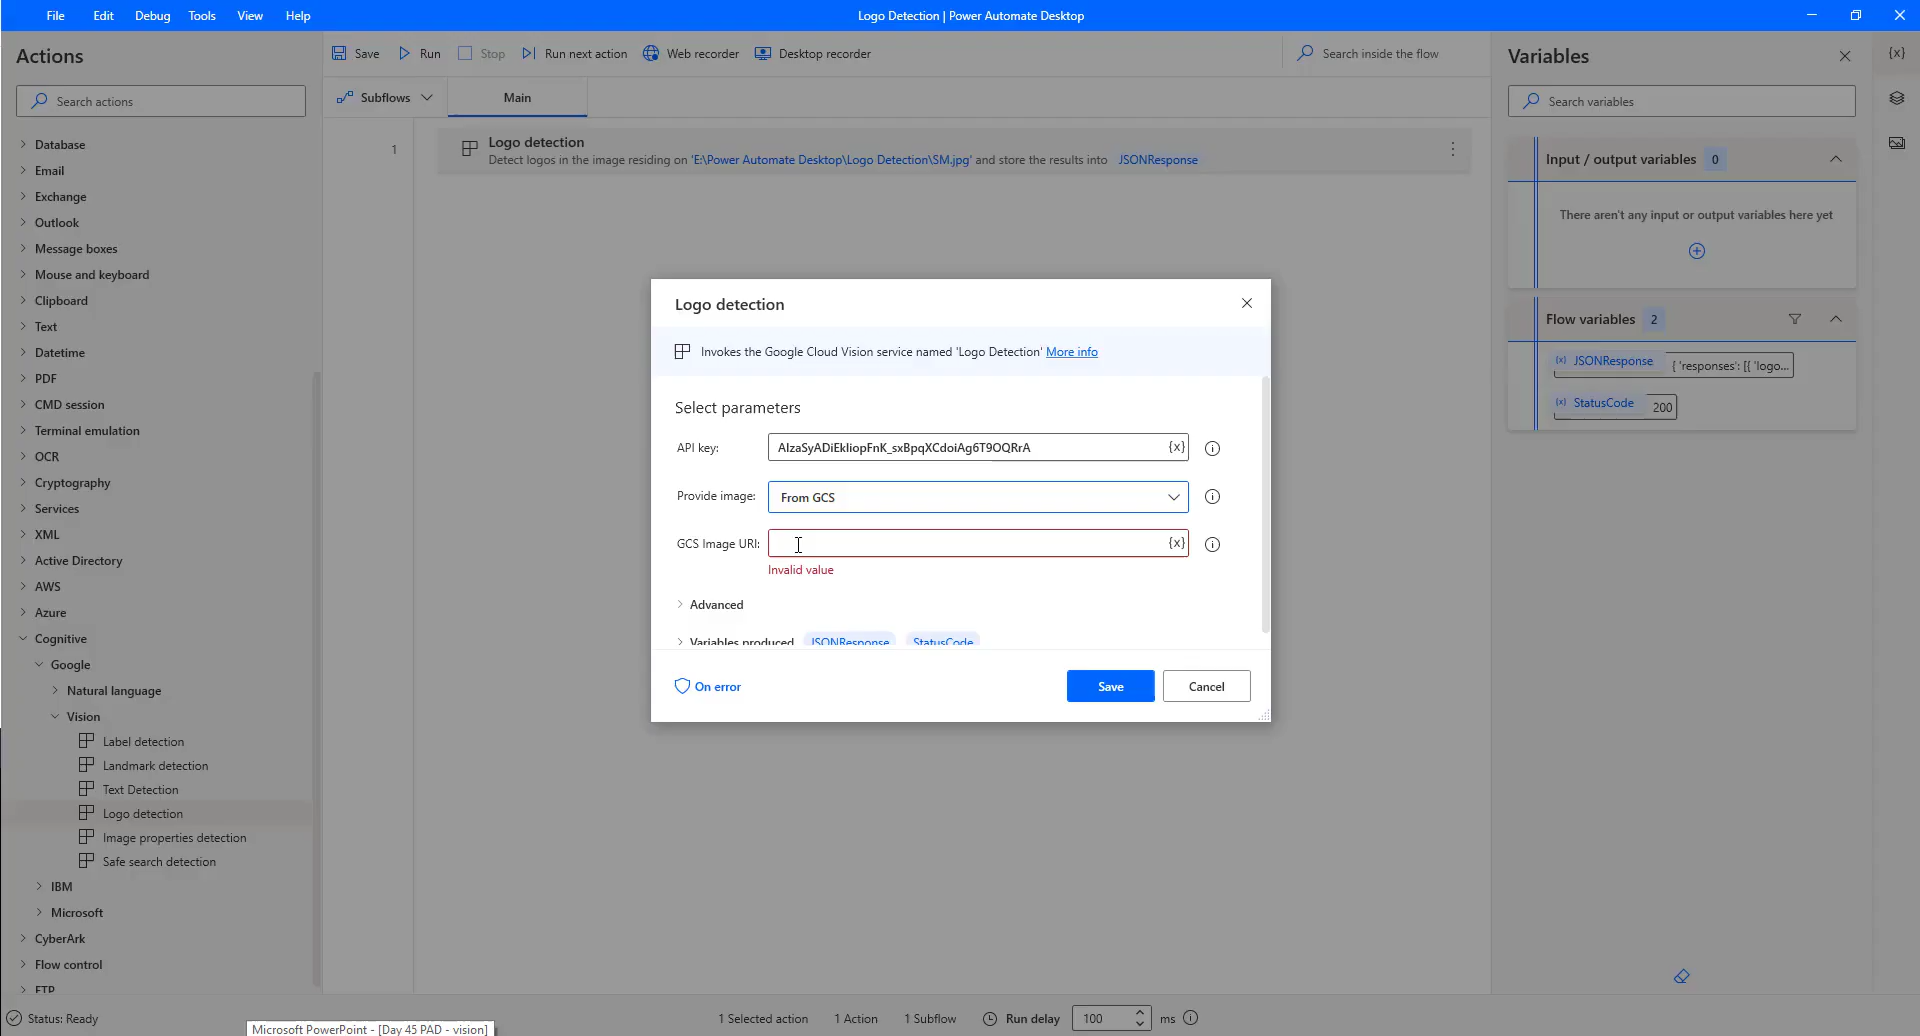 File Edit Debug Tools View Help
Logo Detection | Power Automate Desktop
Actions
Search actions
Database
Email
Exchange
Outlook
Message boxes
Mouse and keyboard
Clipboard
Text
Datetime
PDF
CMD session
Terminal emulation
OCR
Cryptography
Services
XML
Active Directory
AWS
Azure
Cognitive
Google
Natural language
Vision
Label detection
Landmark detection
Text Detection
Logo detection
Image properties detection
Safe search detection
IBM
Microsoft
CyberArk
Flow control
FTP
Save Run Stop Run next action Web recorder Desktop recorder Search inside the flow
Subflows Main
1
Logo detection
Detect logos in the image residing on 'E:\Power Automate Desktop\Logo Detection\SM.jpg' and store the results into JSONResponse
Logo detection
Invokes the Google Cloud Vision service named 'Logo Detection' More info
Select parameters
API key: AIzaSyADiEkliopFnK_sxBpqXCdoiAg6T9OQRrA {x}
Provide image: From GCS
GCS Image URI: {x}
Invalid value
Advanced
Variables produced JSONResponse StatusCode
On error Save Cancel
Variables
{x}
Search variables
Input / output variables 0
There aren't any input or output variables here yet
Flow variables 2
(x) JSONResponse { 'responses': [{ 'logo...
(x) StatusCode 200
Status: Ready
Microsoft PowerPoint - [Day 45 PAD - vision]
1 Selected action 1 Action 1 Subflow Run delay 100 ms